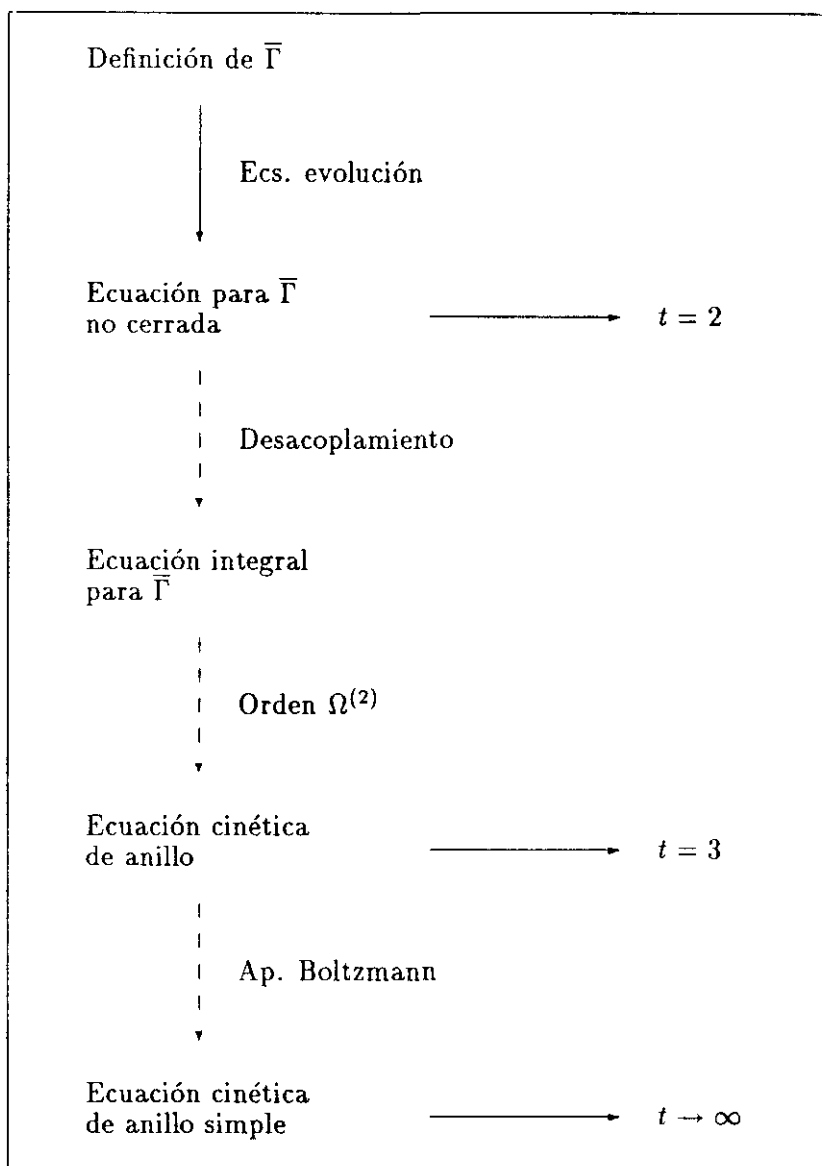 Definición de Γ̅
Ecs. evolución
Ecuación para Γ̅
no cerrada
t = 2
Desacoplamiento
Ecuación integral
para Γ̅
Orden Ω⁽²⁾
Ecuación cinética
de anillo
t = 3
Ap. Boltzmann
Ecuación cinética
de anillo simple
t → ∞